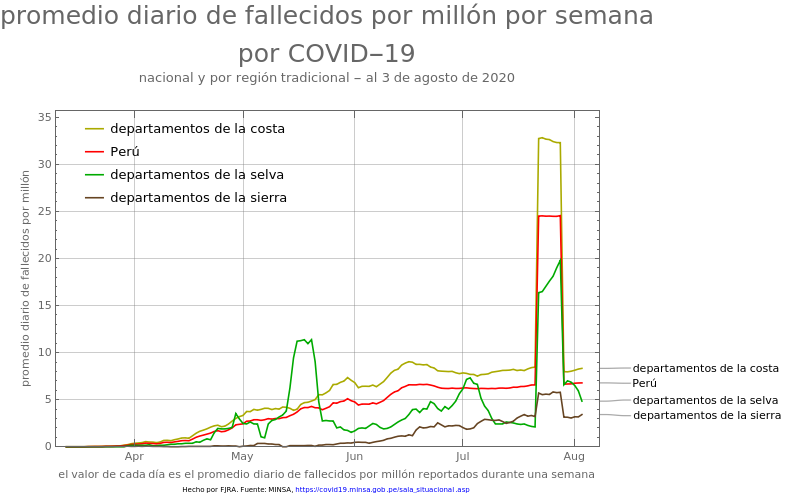 promedio diario de fallecidos por millón por semana
por COVID–19
nacional y por región tradicional – al 3 de agosto de 2020
promedio diario de fallecidos por millón
35
30
25
20
15
10
5
0
departamentos de la costa
Perú
departamentos de la selva
departamentos de la sierra
departamentos de la costa
Perú
departamentos de la selva
departamentos de la sierra
Apr May Jun Jul Aug
el valor de cada día es el promedio diario de fallecidos por millón reportados durante una semana
Hecho por FJRA. Fuente: MINSA, https://covid19.minsa.gob.pe/sala_situacional.asp